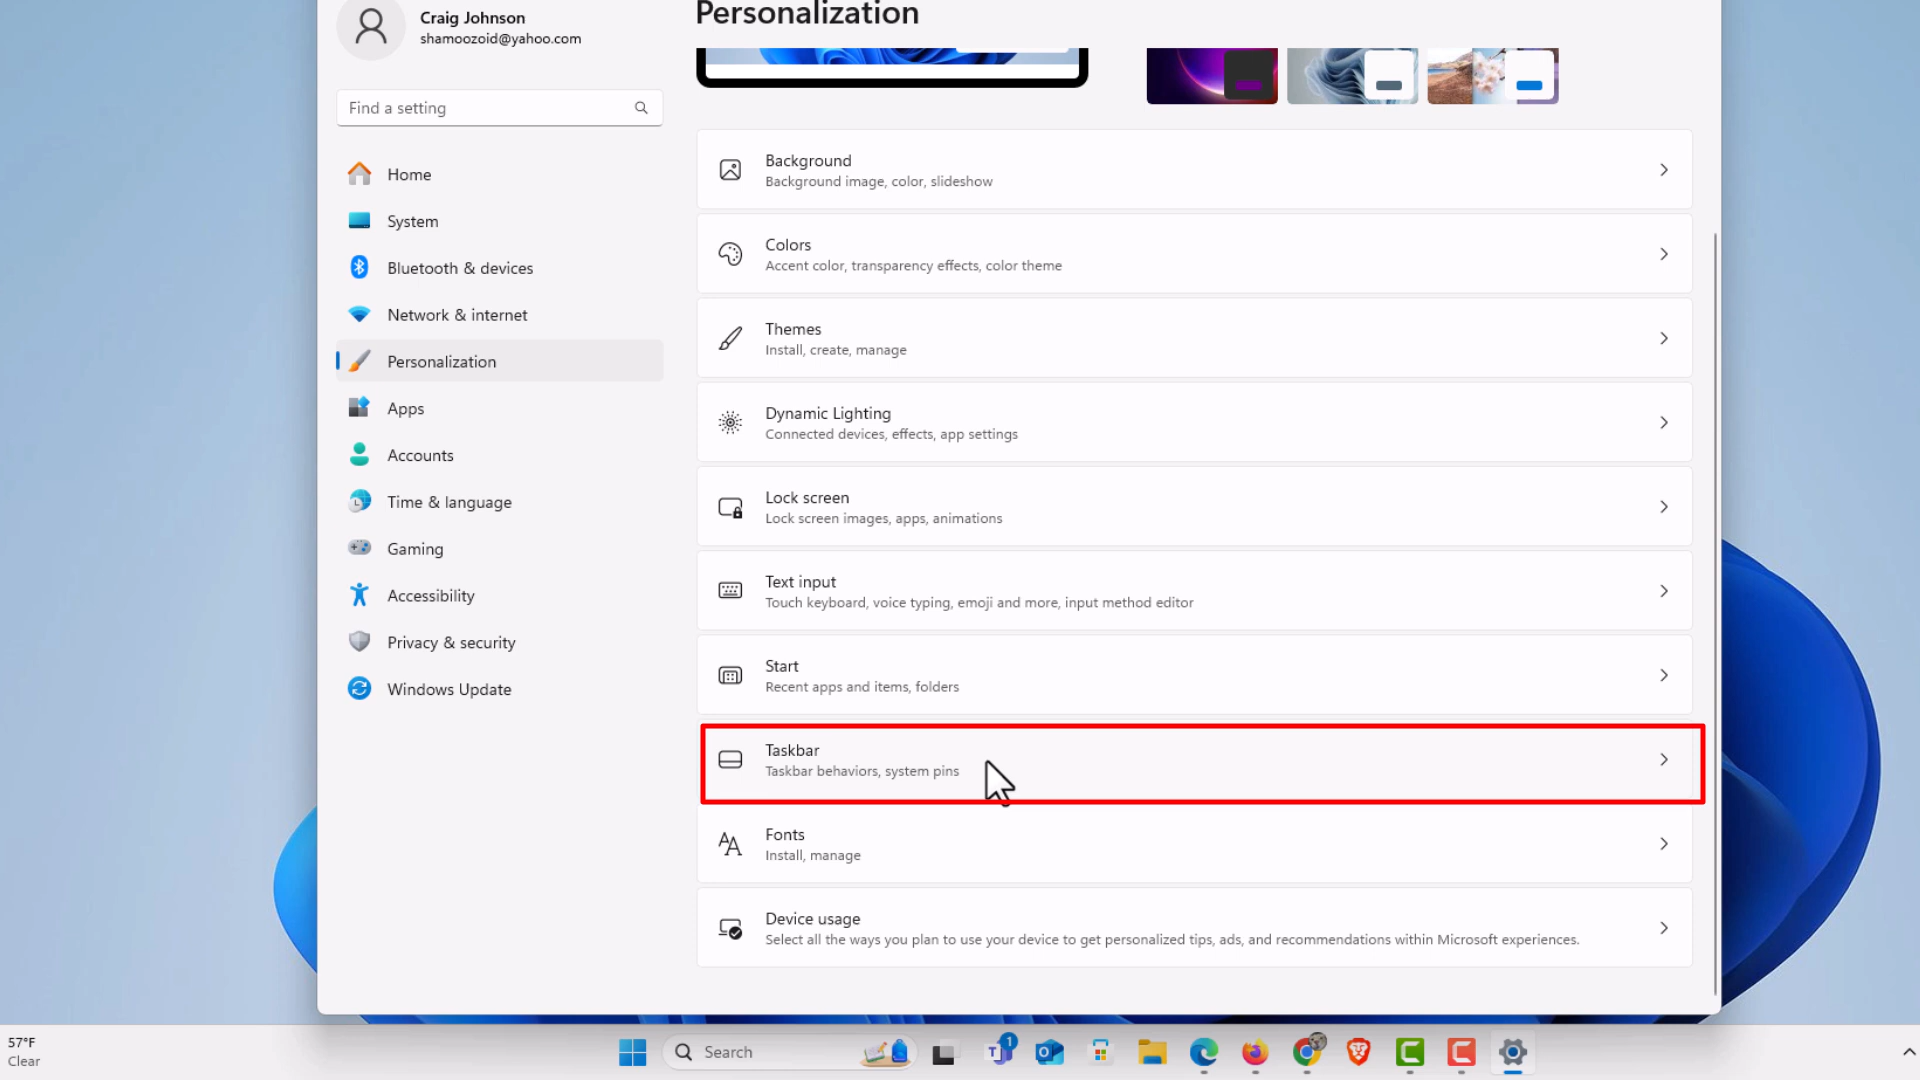 Craig Johnson
shamoozoid@yahoo.com
Find a setting
Home
System
Bluetooth & devices
Network & internet
Personalization
Apps
Accounts
Time & language
Gaming
Accessibility
Privacy & security
Windows Update
Personalization
Background
Background image, color, slideshow
Colors
Accent color, transparency effects, color theme
Themes
Install, create, manage
Dynamic Lighting
Connected devices, effects, app settings
Lock screen
Lock screen images, apps, animations
Text input
Touch keyboard, voice typing, emoji and more, input method editor
Start
Recent apps and items, folders
Taskbar
Taskbar behaviors, system pins
Fonts
Install, manage
Device usage
Select all the ways you plan to use your device to get personalized tips, ads, and recommendations within Microsoft experiences.
57°F
Clear
Search
1